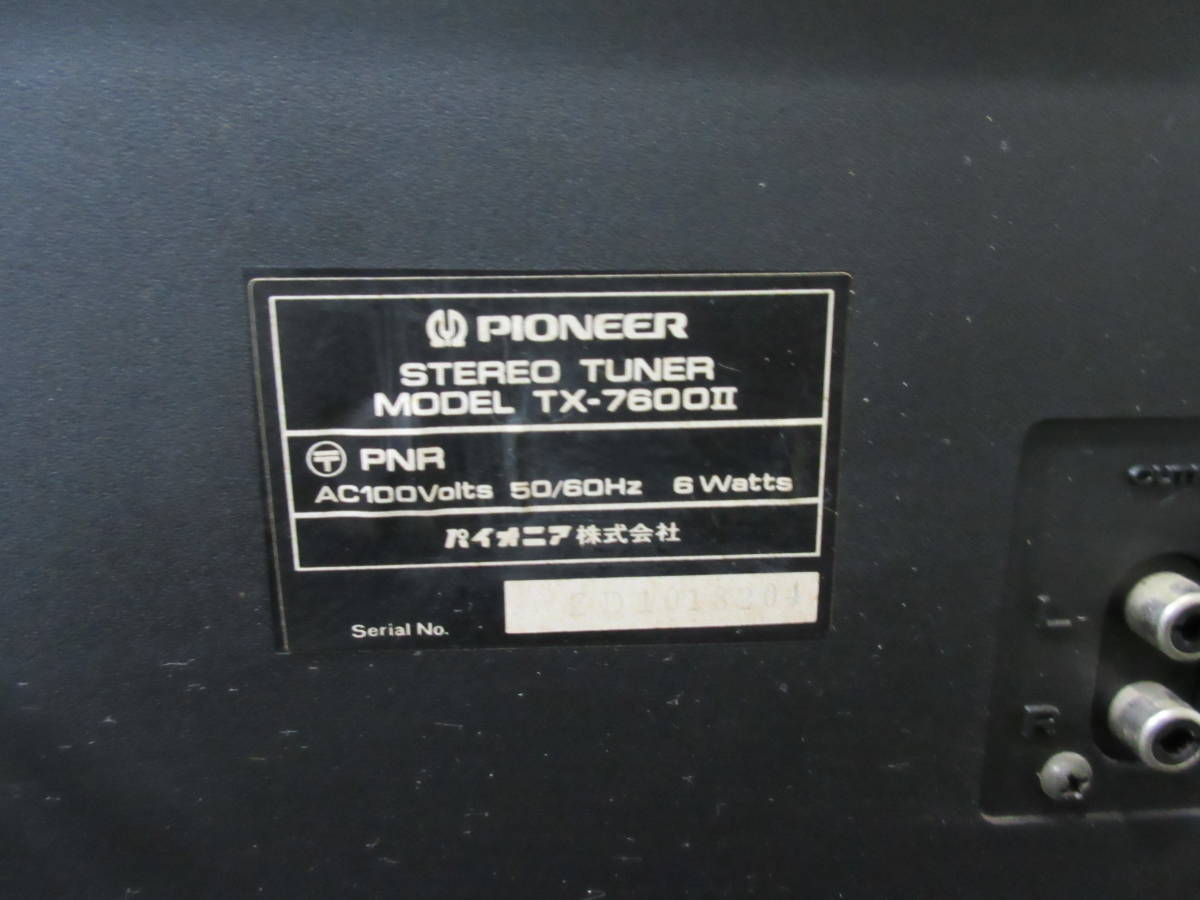 PIONEER
STEREO TUNER
MODEL TX-7600II
〒 PNR
AC100Volts 50/60Hz 6 Watts
パイオニア株式会社
Serial No.
L
R